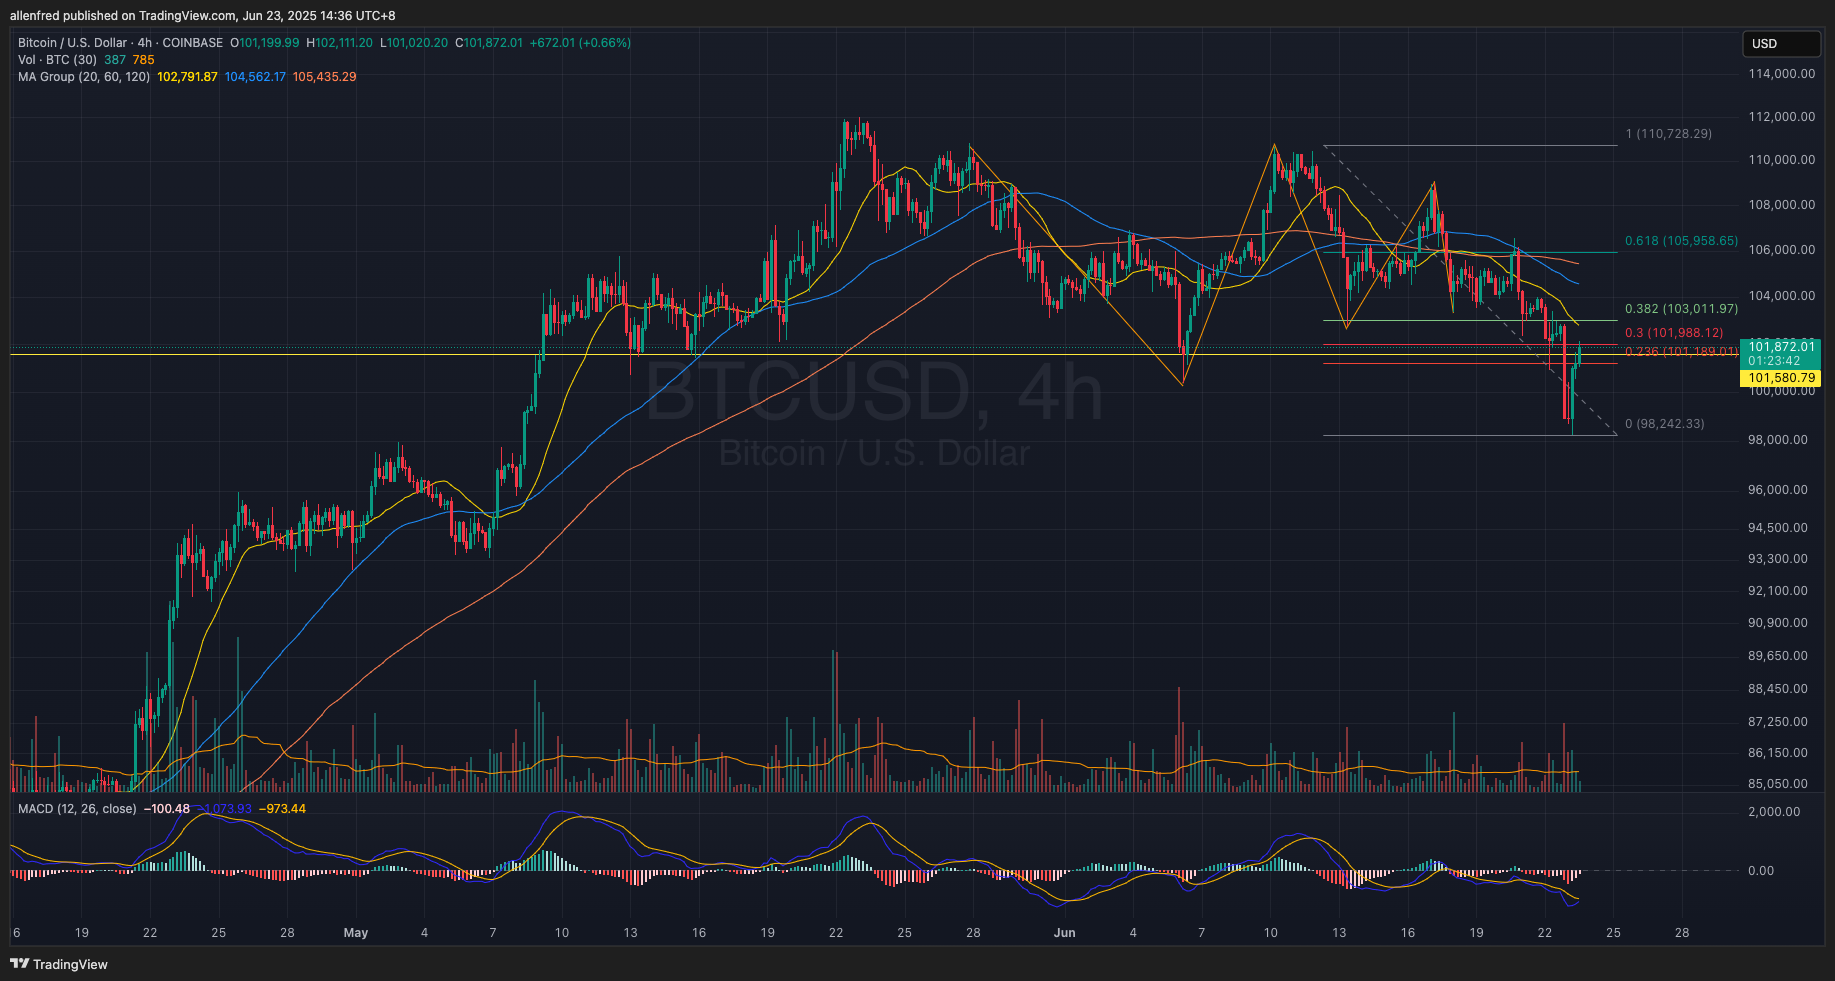 allenfred published on TradingView.com, Jun 23, 2025 14:36 UTC+8
Bitcoin / U.S. Dollar · 4h · COINBASE O101,199.99 H102,111.20 L101,020.20 C101,872.01 +672.01 (+0.66%)
Vol · BTC (30) 387 785
MA Group (20, 60, 120) 102,791.87 104,562.17 105,435.29
USD
114,000.00
112,000.00
1 (110,728.29)
110,000.00
108,000.00
0.618 (105,958.65)
106,000.00
104,000.00
0.382 (103,011.97)
0.3 (101,988.12)
101,872.01
0.236 (101,189.01)
01:23:42
101,580.79
100,000.00
BTCUSD, 4h
Bitcoin / U.S. Dollar
0 (98,242.33)
98,000.00
96,000.00
94,500.00
93,300.00
92,100.00
90,900.00
89,650.00
88,450.00
87,250.00
86,150.00
85,050.00
MACD (12, 26, close) −100.48 −1,073.93 −973.44
2,000.00
0.00
6 19 22 25 28 May 4 7 10 13 16 19 22 25 28 Jun 4 7 10 13 16 19 22 25 28
TradingView